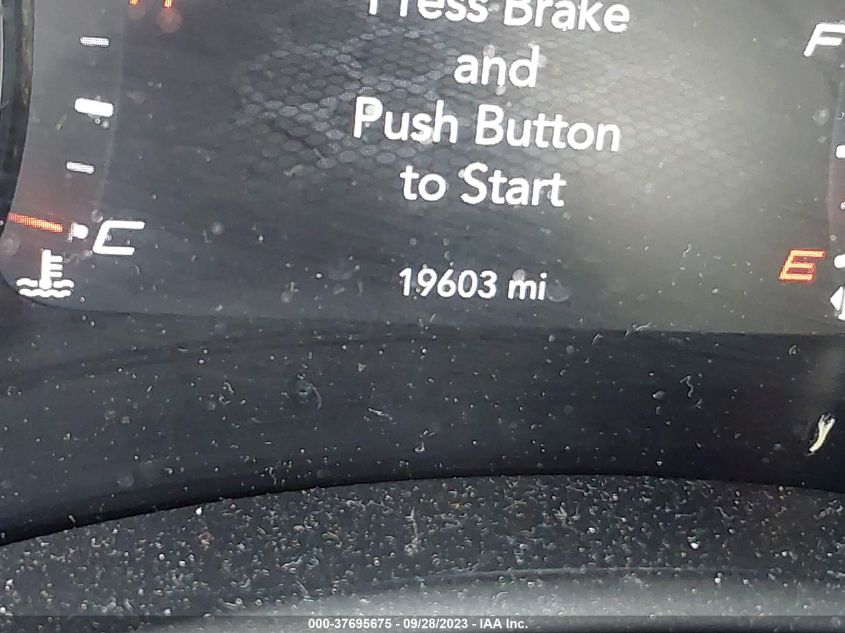 H
Press Brake
F
and
Push Button
to Start
C
E
19603 mi
000-37695675 - 09/28/2023 - IAA Inc.